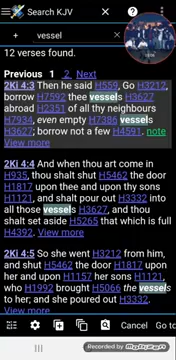 Search KJV
+ vessel
12 verses found.
Previous 1 2 Next
2Ki 4:3 Then he said H559, Go H3212,
borrow H7592 thee vessels H3627
abroad H2351 of all thy neighbours
H7934, even empty H7386 vessels
H3627; borrow not a few H4591. note
View more
2Ki 4:4 And when thou art come in
H935, thou shalt shut H5462 the door
H1817 upon thee and upon thy sons
H1121, and shalt pour out H3332 into
all those vessels H3627, and thou
shalt set aside H5265 that which is full
H4392. View more
2Ki 4:5 So she went H3212 from him,
and shut H5462 the door H1817 upon
her and upon H1157 her sons H1121,
who H1992 brought H5066 the vessels
to her; and she poured out H3332.
View more
Cancel Go to
RECORDED WITH